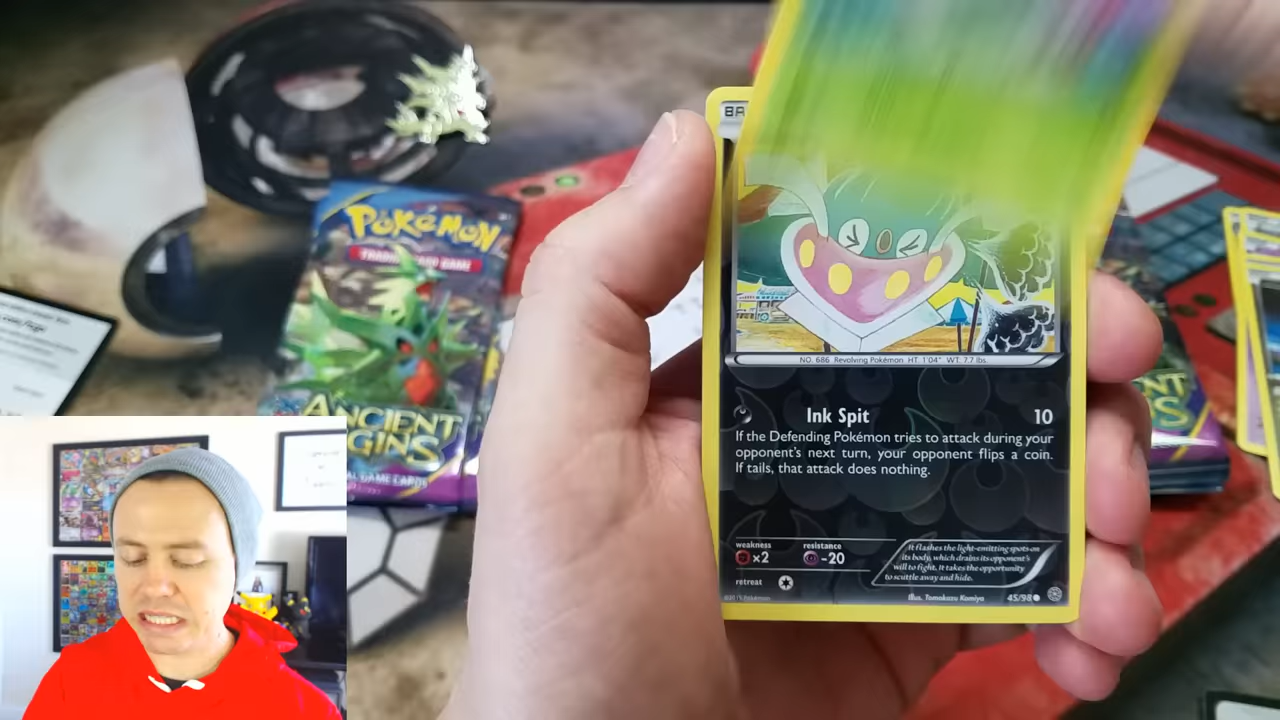 BA
POKéMON
TRADING CARD GAME
ANCIENT
ORIGINS
NO. 686 Revolving Pokémon HT. 1'04" WT. 7.7 lbs.
Ink Spit 10
If the Defending Pokémon tries to attack during your
opponent's next turn, your opponent flips a coin.
If tails, that attack does nothing.
weakness resistance
×2 -20
retreat
It flashes the light-emitting spots on
its body, which drains its opponent's
will to fight. It takes the opportunity
to scuttle away and hide.
©2015 Pokémon Illus. Tomokazu Komiya 45/98